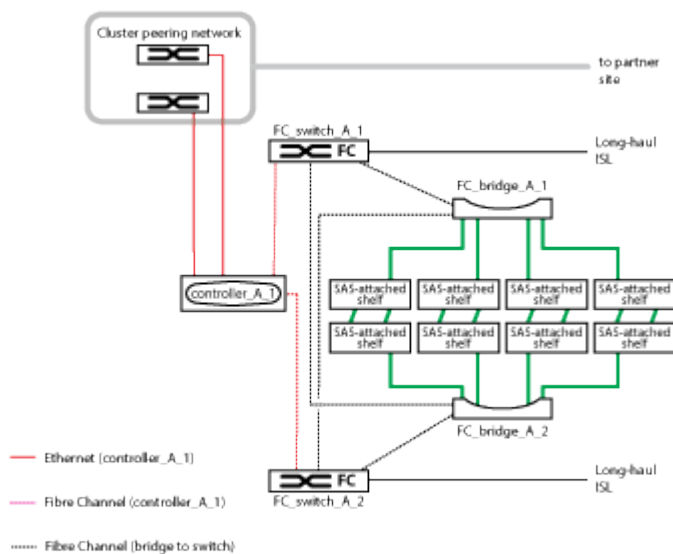 Cluster peering network
to partner
site
FC_switch_A_1
FC
Long-haul
ISL
FC_bridge_A_1
controller_A_1
SAS-attached
shelf
SAS-attached
shelf
SAS-attached
shelf
SAS-attached
shelf
SAS-attached
shelf
SAS-attached
shelf
SAS-attached
shelf
SAS-attached
shelf
FC_bridge_A_2
Ethernet (controller_A_1)
FC
Long-haul
ISL
FC_switch_A_2
Fibre Channel (controller_A_1)
Fibre Channel (bridge to switch)